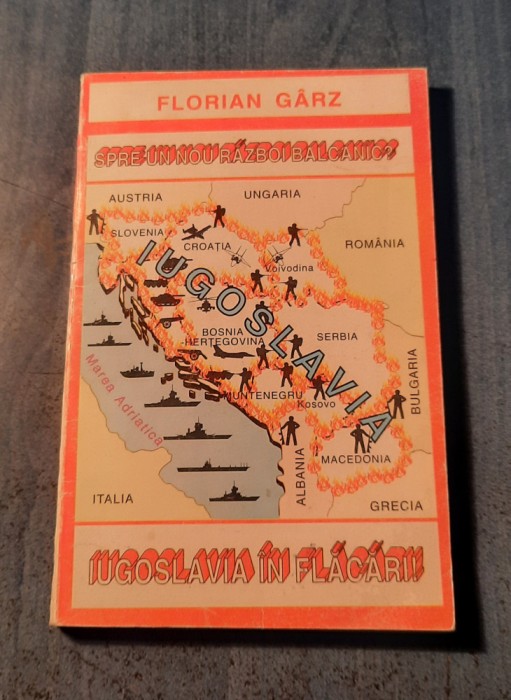 FLORIAN GÂRZ
SPRE UN NOU RĂZBOI BALCANIC?
AUSTRIA
UNGARIA
SLOVENIA
CROAȚIA
ROMÂNIA
Voivodina
IUGOSLAVIA
BOSNIA
HERȚEGOVINA
SERBIA
BULGARIA
Marea Adriatică
MUNTENEGRU
Kosovo
ALBANIA
MACEDONIA
ITALIA
GRECIA
IUGOSLAVIA ÎN FLĂCĂRI!